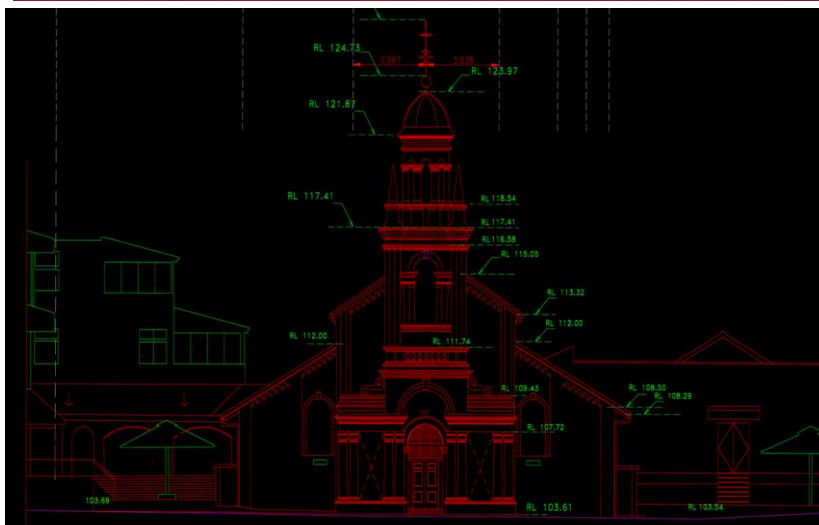 RL 124.73
3.067 3.036
RL 123.97
RL 121.87
RL 118.54
RL 117.41
RL 117.41
RL 116.58
RL 115.05
RL 113.32
RL 112.00
RL 112.00
RL 111.74
RL 109.43
RL 108.50
RL 108.29
RL 107.72
103.69
RL 103.61
RL 103.54